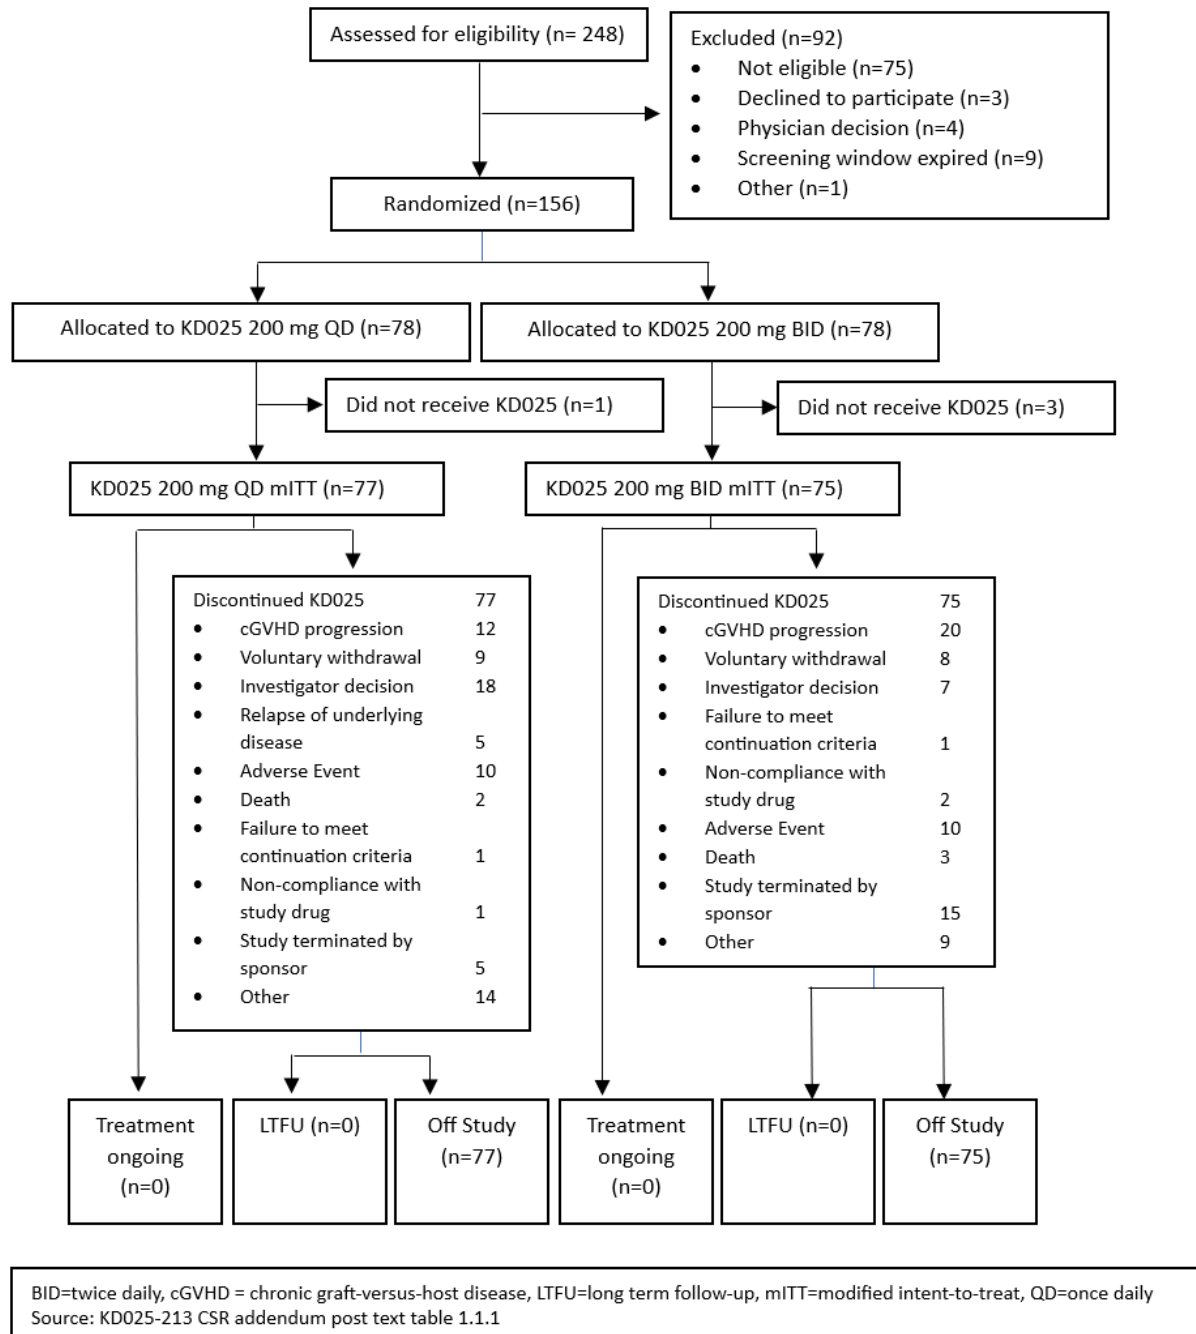 Assessed for eligibility (n= 248)
Excluded (n=92)
• Not eligible (n=75)
• Declined to participate (n=3)
• Physician decision (n=4)
• Screening window expired (n=9)
• Other (n=1)
Randomized (n=156)
Allocated to KD025 200 mg QD (n=78)
Allocated to KD025 200 mg BID (n=78)
Did not receive KD025 (n=1)
Did not receive KD025 (n=3)
KD025 200 mg QD mITT (n=77)
KD025 200 mg BID mITT (n=75)
Discontinued KD025 77
• cGVHD progression 12
• Voluntary withdrawal 9
• Investigator decision 18
• Relapse of underlying
disease 5
• Adverse Event 10
• Death 2
• Failure to meet
continuation criteria 1
• Non-compliance with
study drug 1
• Study terminated by
sponsor 5
• Other 14
Discontinued KD025 75
• cGVHD progression 20
• Voluntary withdrawal 8
• Investigator decision 7
• Failure to meet
continuation criteria 1
• Non-compliance with
study drug 2
• Adverse Event 10
• Death 3
• Study terminated by
sponsor 15
• Other 9
Treatment
ongoing
(n=0)
LTFU (n=0)
Off Study
(n=77)
Treatment
ongoing
(n=0)
LTFU (n=0)
Off Study
(n=75)
BID=twice daily, cGVHD = chronic graft-versus-host disease, LTFU=long term follow-up, mITT=modified intent-to-treat, QD=once daily
Source: KD025-213 CSR addendum post text table 1.1.1